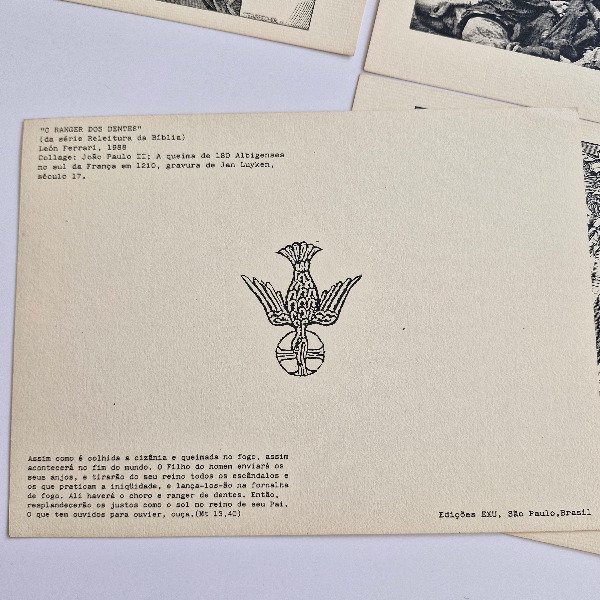 "O RANGER DOS DENTES"
(da série Releitura da Bíblia)
León Ferrari, 1988
Collage: João Paulo II; A queima de 180 Albigenses
no sul da França em 1210, gravura de Jan Luyken,
século 17.
Assim como é colhida a cizânia e queimada no fogo, assim
acontecerá no fim do mundo. O Filho do homem enviará os
seus anjos, e tirarão do seu reino todos os escândalos e
os que praticam a iniqüidade, e lança-los-ão na fornalha
de fogo. Ali haverá o choro e ranger de dentes. Então,
resplandecerão os justos como o sol no reino de seu Pai.
O que tem ouvidos para ouvier, ouça.(Mt 13,40)
Edições EXU, São Paulo,Brasil